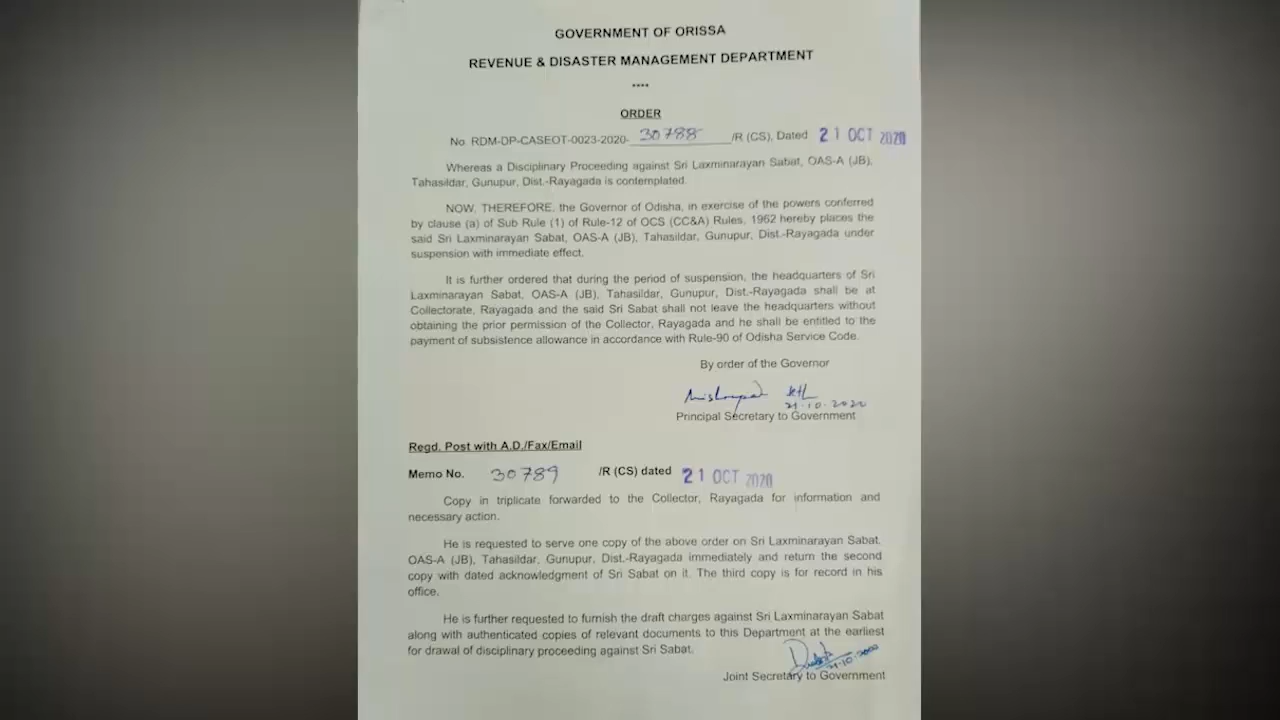 GOVERNMENT OF ORISSA
REVENUE & DISASTER MANAGEMENT DEPARTMENT
****
ORDER
No. RDM-DP-CASEOT-0023-2020- 30788 /R (CS), Dated 21 OCT 2020
Whereas a Disciplinary Proceeding against Sri Laxminarayan Sabat, OAS-A (JB),
Tahasildar, Gunupur, Dist.-Rayagada is contemplated.
NOW, THEREFORE, the Governor of Odisha, in exercise of the powers conferred
by clause (a) of Sub Rule (1) of Rule-12 of OCS (CC&A) Rules, 1962 hereby places the
said Sri Laxminarayan Sabat, OAS-A (JB), Tahasildar, Gunupur, Dist.-Rayagada under
suspension with immediate effect.
It is further ordered that during the period of suspension, the headquarters of Sri
Laxminarayan Sabat, OAS-A (JB), Tahasildar, Gunupur, Dist.-Rayagada shall be at
Collectorate, Rayagada and the said Sri Sabat shall not leave the headquarters without
obtaining the prior permission of the Collector, Rayagada and he shall be entitled to the
payment of subsistence allowance in accordance with Rule-90 of Odisha Service Code.
By order of the Governor
21.10.2020
Principal Secretary to Government
Regd. Post with A.D./Fax/Email
Memo No. 30789 /R (CS) dated 21 OCT 2020
Copy in triplicate forwarded to the Collector, Rayagada for information and
necessary action.
He is requested to serve one copy of the above order on Sri Laxminarayan Sabat,
OAS-A (JB), Tahasildar, Gunupur, Dist.-Rayagada immediately and return the second
copy with dated acknowledgment of Sri Sabat on it. The third copy is for record in his
office.
He is further requested to furnish the draft charges against Sri Laxminarayan Sabat
along with authenticated copies of relevant documents to this Department at the earliest
for drawal of disciplinary proceeding against Sri Sabat.
21.10.2020
Joint Secretary to Government